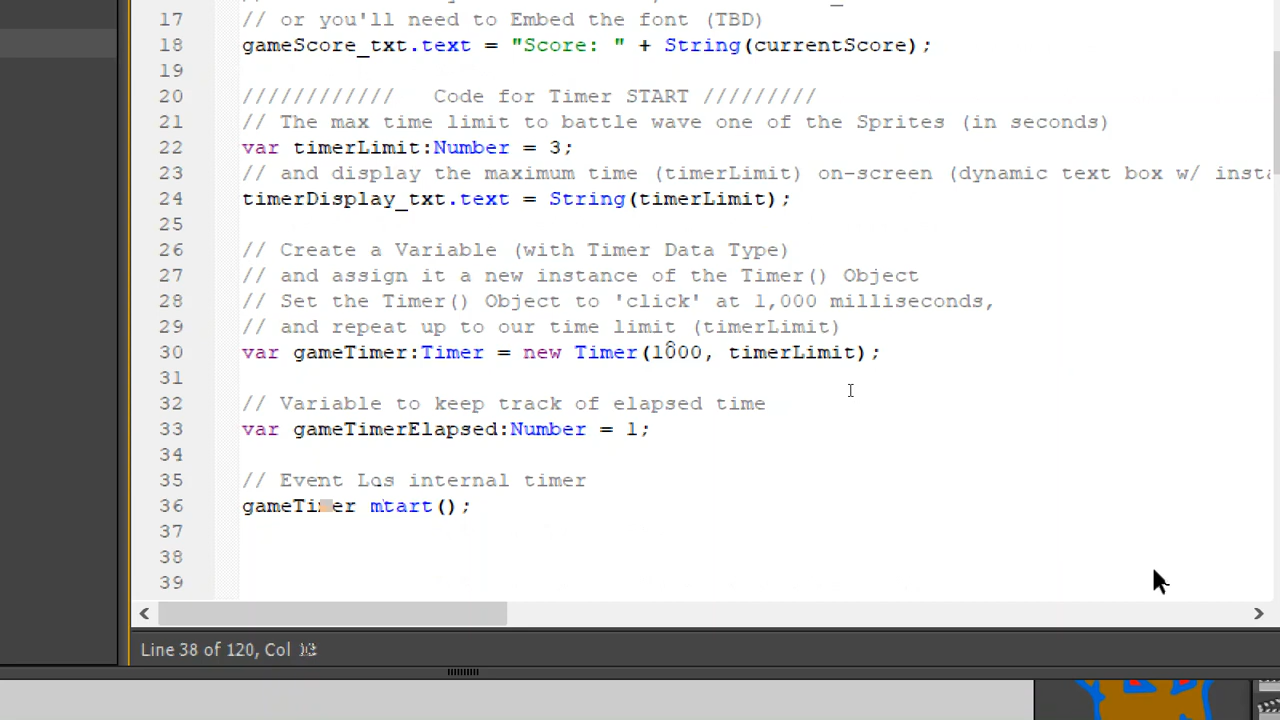 17 // or you'll need to Embed the font (TBD)
18 gameScore_txt.text = "Score: " + String(currentScore);
19
20 //////////// Code for Timer START /////////
21 // The max time limit to battle wave one of the Sprites (in seconds)
22 var timerLimit:Number = 3;
23 // and display the maximum time (timerLimit) on-screen (dynamic text box w/
24 timerDisplay_txt.text = String(timerLimit);
25
26 // Create a Variable (with Timer Data Type)
27 // and assign it a new instance of the Timer() Object
28 // Set the Timer() Object to 'click' at 1,000 milliseconds,
29 // and repeat up to our time limit (timerLimit)
30 var gameTimer:Timer = new Timer(1000, timerLimit);
31
32 // Variable to keep track of elapsed time
33 var gameTimerElapsed:Number = 1;
34
35 // Event internal timer
36
37
38
39
Line 38 of 120, Col